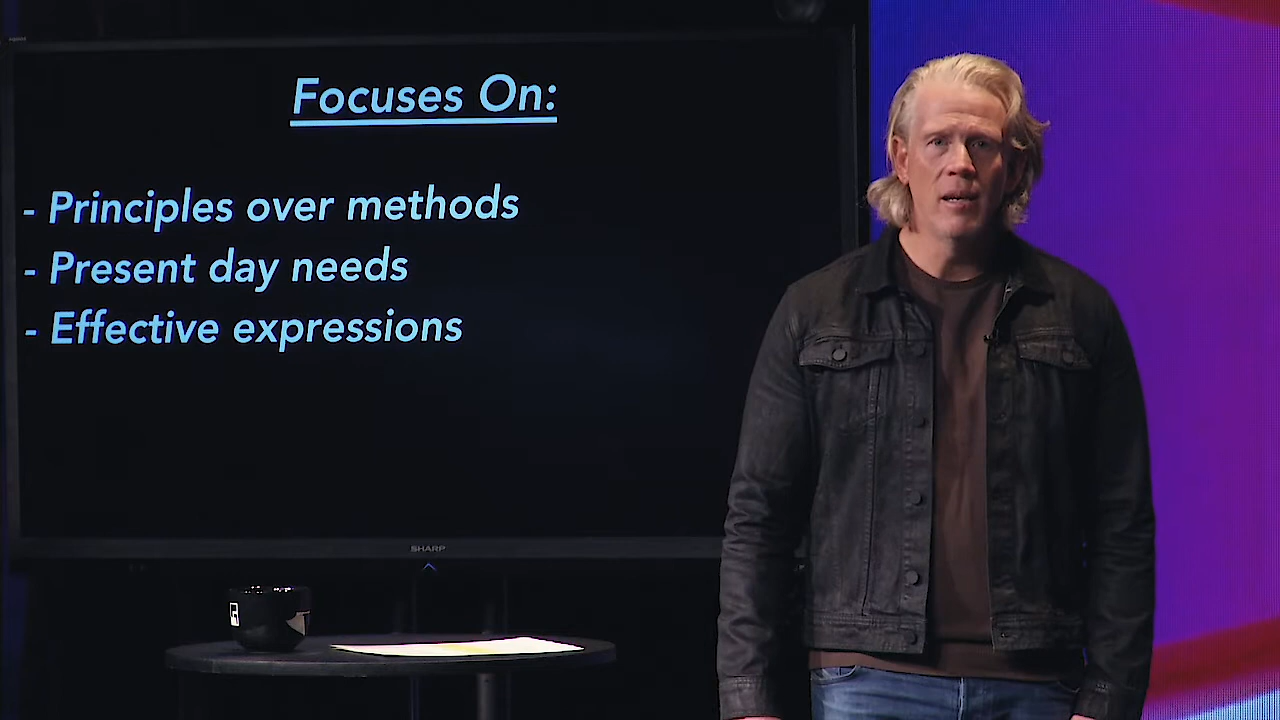 Focuses On:
- Principles over methods
- Present day needs
- Effective expressions
SHARP